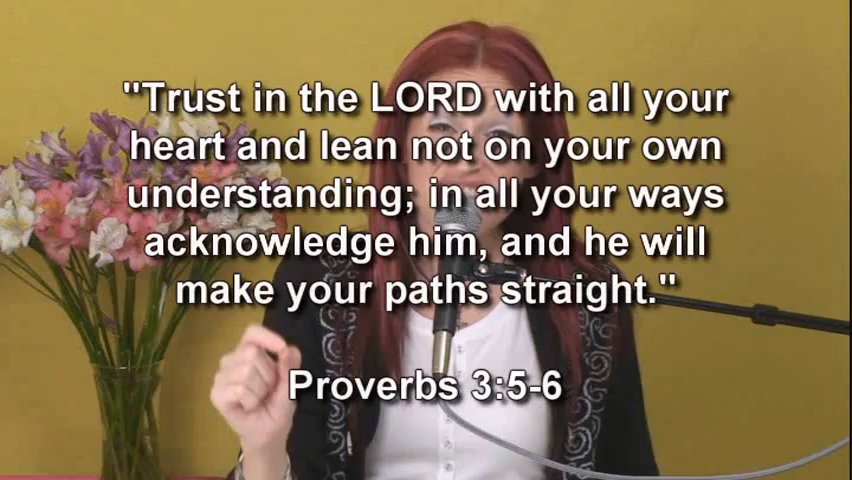 "Trust in the LORD with all your
heart and lean not on your own
understanding; in all your ways
acknowledge him, and he will
make your paths straight."
Proverbs 3:5-6